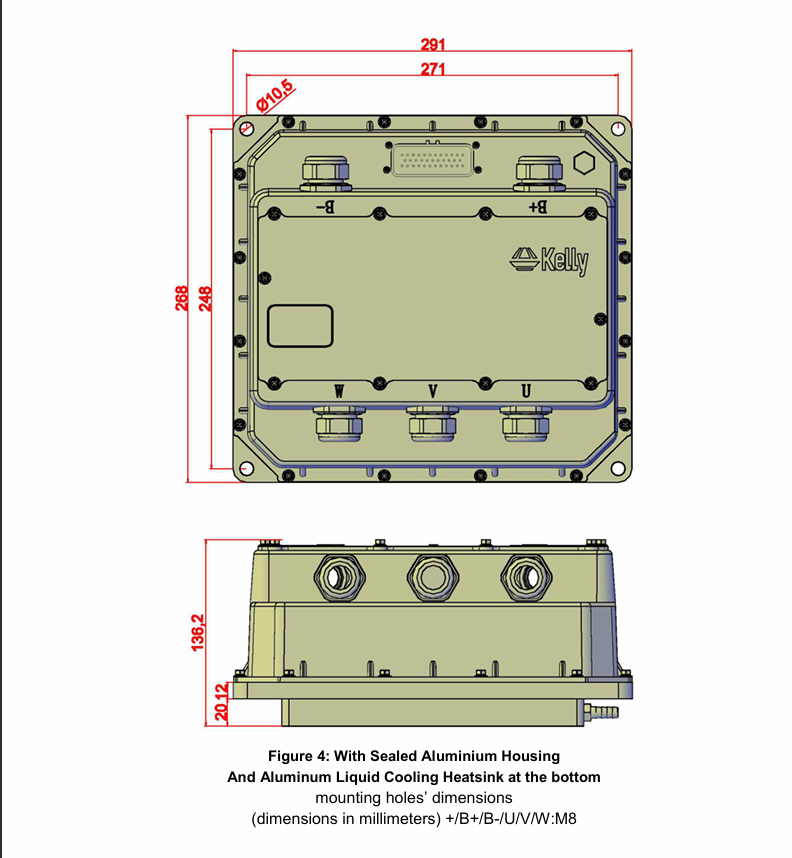 291
271
Ø10,5
B-
B+
Kelly
268
248
W V U
136,2
20,12
Figure 4: With Sealed Aluminium Housing
And Aluminum Liquid Cooling Heatsink at the bottom
mounting holes’ dimensions
(dimensions in millimeters) +/B+/B-/U/V/W:M8